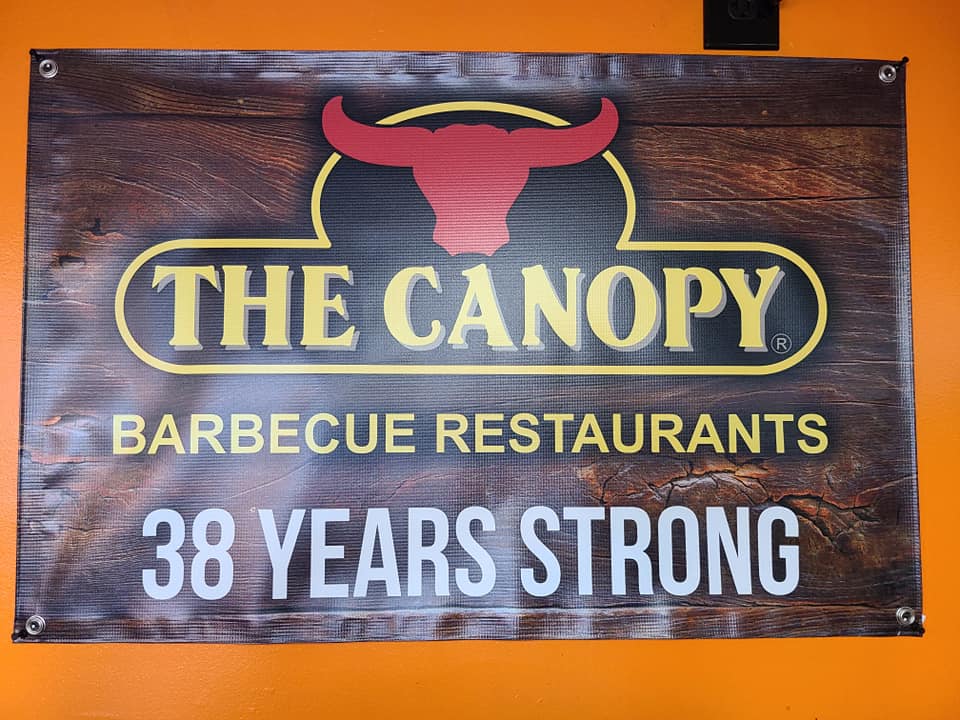 THE CANOPY®
BARBECUE RESTAURANTS
38 YEARS STRONG